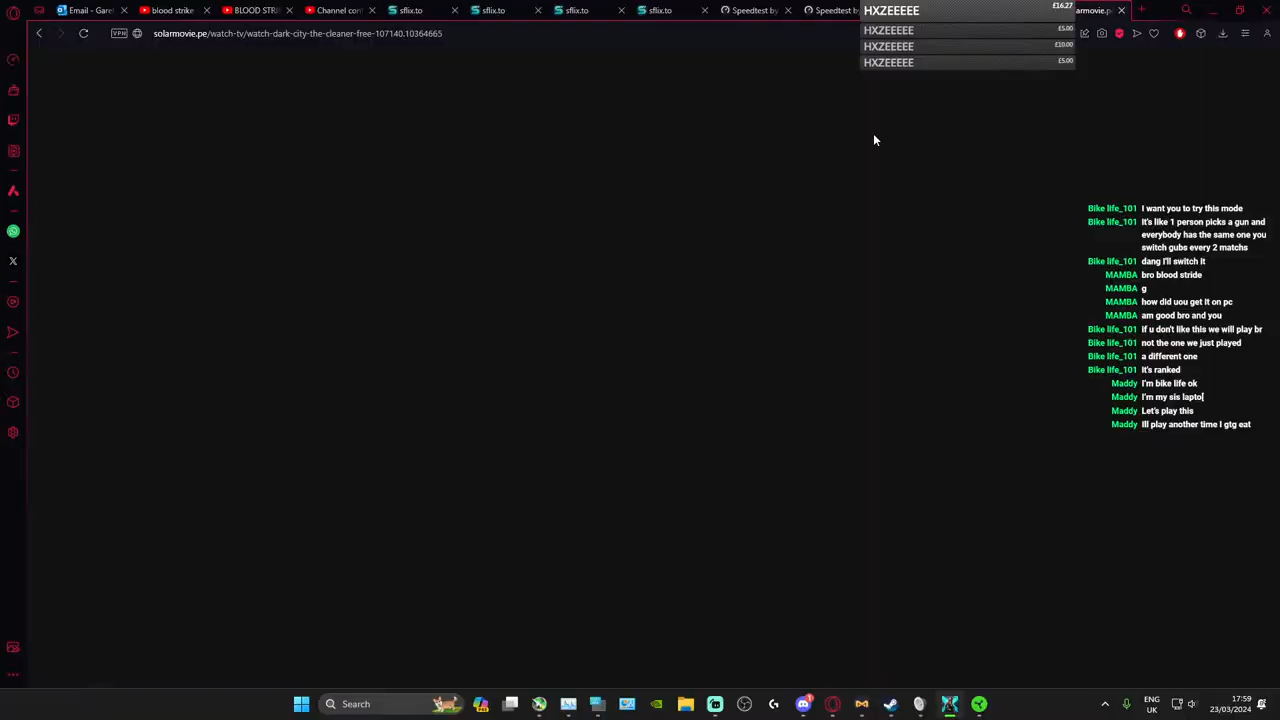 Email - Gare
blood strike
BLOOD STRI
Channel con
sflix.to
sflix.to
sflix.to
sflix.to
Speedtest by
Speedtest by
larmovie.pe
HXZEEEEE £16.27
HXZEEEEE £5.00
HXZEEEEE £10.00
HXZEEEEE £5.00
VPN
solarmovie.pe/watch-tv/watch-dark-city-the-cleaner-free-107140.10364665
Bike life_101 I want you to try this mode
Bike life_101 It's like 1 person picks a gun and
everybody has the same one you
switch gubs every 2 matchs
Bike life_101 dang I'll switch it
MAMBA bro blood stride
MAMBA g
MAMBA how did uou get it on pc
MAMBA am good bro and you
Bike life_101 if u don't like this we will play br
Bike life_101 not the one we just played
Bike life_101 a different one
Bike life_101 It's ranked
Maddy I'm bike life ok
Maddy I'm my sis lapto[
Maddy Let's play this
Maddy Ill play another time I gtg eat
Search
ENG
UK
17:59
23/03/2024